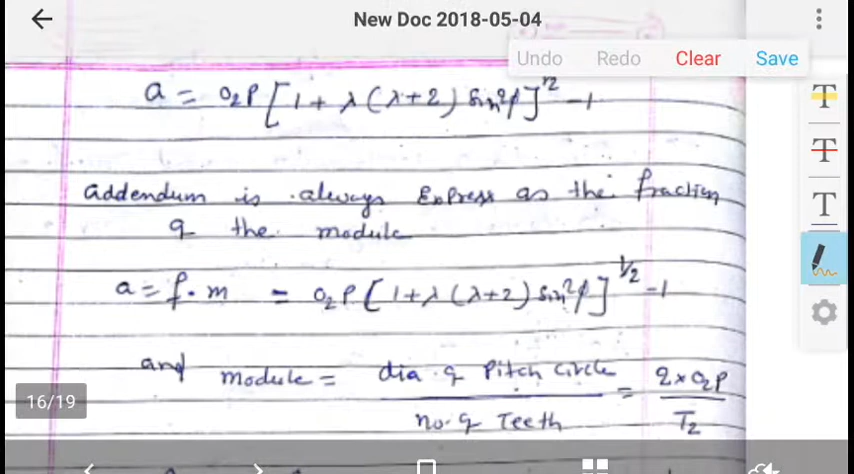 New Doc 2018-05-04
Undo Redo Clear Save
a = O₂P [1 + λ (λ+2) Sin²φ]^1/2 - 1
T
T
addendum is always Express as the fraction
T
of the module
a = f · m = O₂P [1 + λ (λ+2) sin²φ]^1/2 - 1
and module = dia of Pitch Circle / no. of Teeth = 2 × O₂P / T₂
16/19